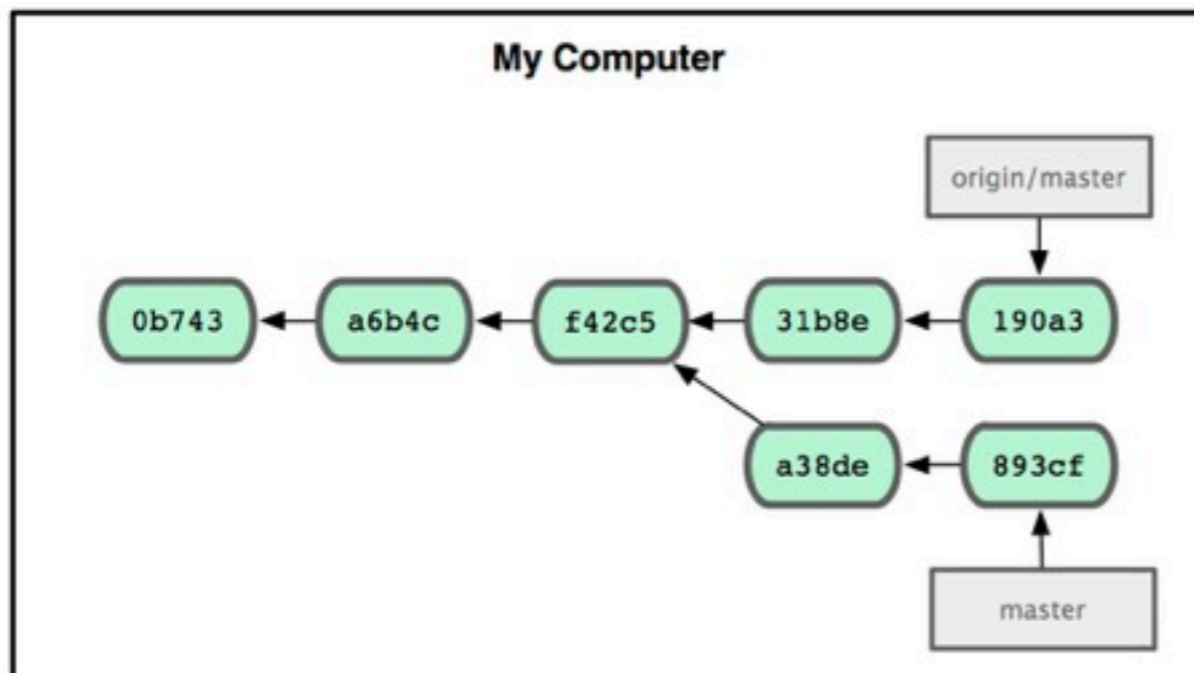 My Computer
origin/master
0b743
a6b4c
f42c5
31b8e
190a3
a38de
893cf
master